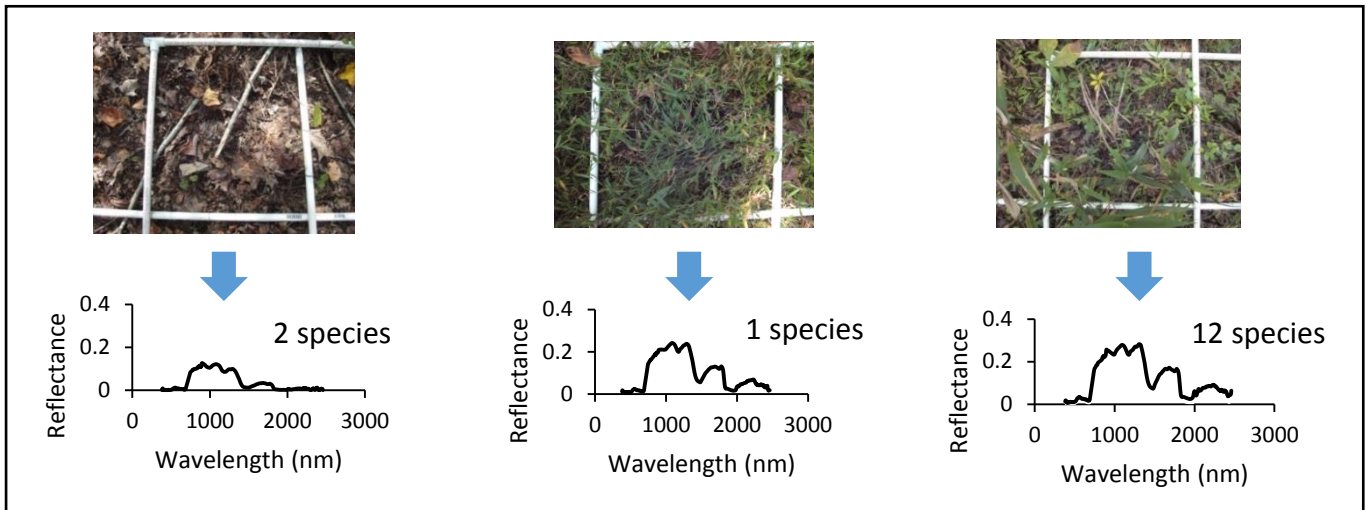 0.4
0.2
0
Reflectance
2 species
0 1000 2000 3000
Wavelength (nm)
0.4
0.2
0
Reflectance
1 species
0 1000 2000 3000
Wavelength (nm)
0.4
0.2
0
Reflectance
12 species
0 1000 2000 3000
Wavelength (nm)